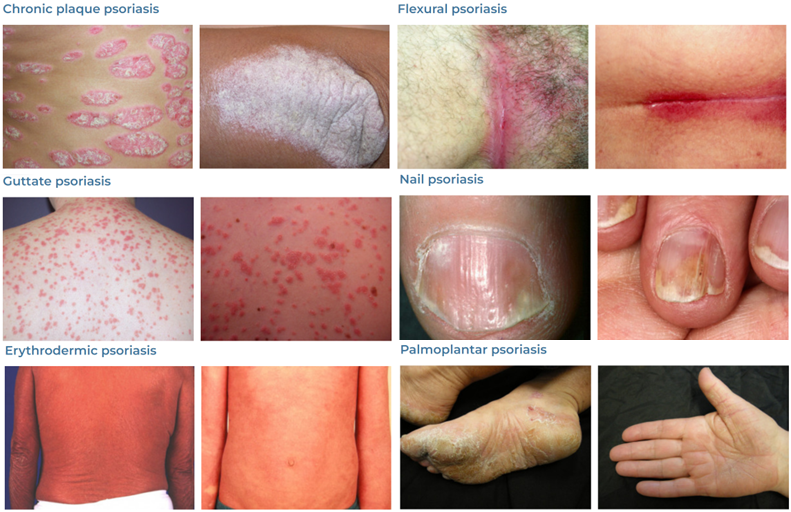 Chronic plaque psoriasis
Flexural psoriasis
Guttate psoriasis
Nail psoriasis
Erythrodermic psoriasis
Palmoplantar psoriasis